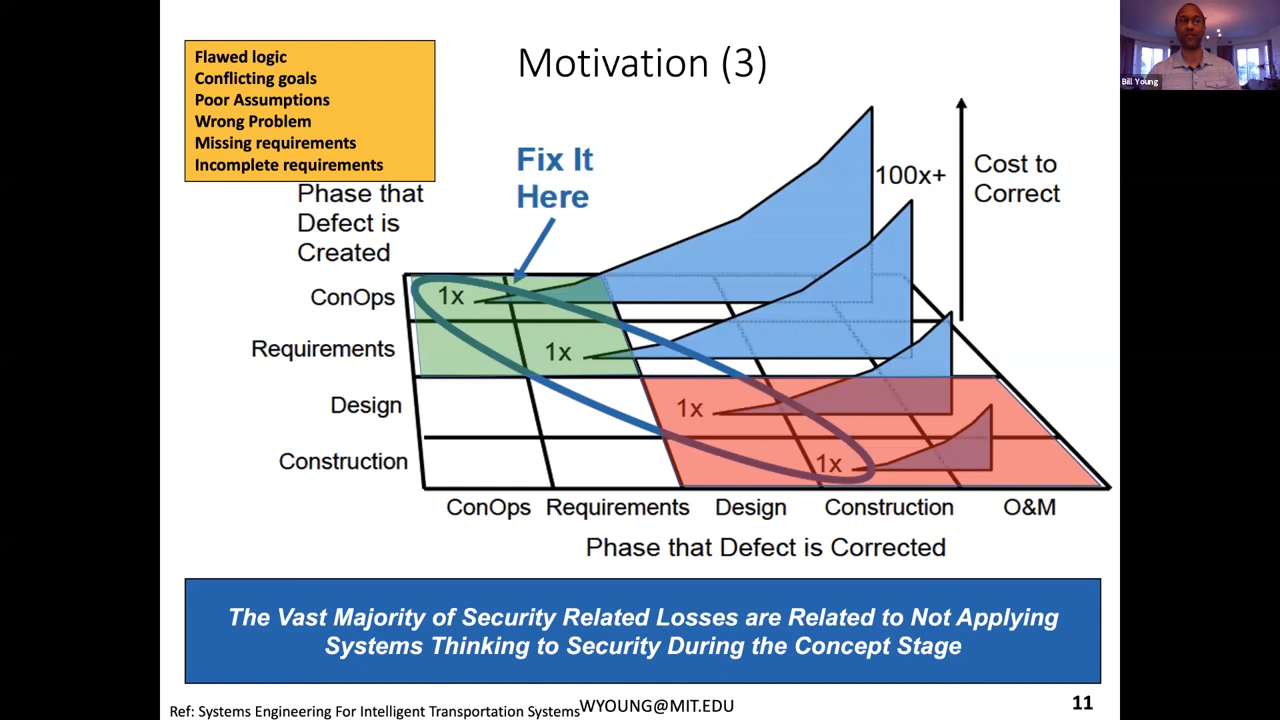 Motivation (3)
Flawed logic
Conflicting goals
Poor Assumptions
Wrong Problem
Missing requirements
Incomplete requirements
Bill Young
Fix It
Here
100x+
Cost to
Correct
Phase that
Defect is
Created
ConOps
1x
Requirements
1x
Design
1x
Construction
1x
ConOps
Requirements
Design
Construction
O&M
Phase that Defect is Corrected
The Vast Majority of Security Related Losses are Related to Not Applying
Systems Thinking to Security During the Concept Stage
Ref: Systems Engineering For Intelligent Transportation Systems
WYOUNG@MIT.EDU
11